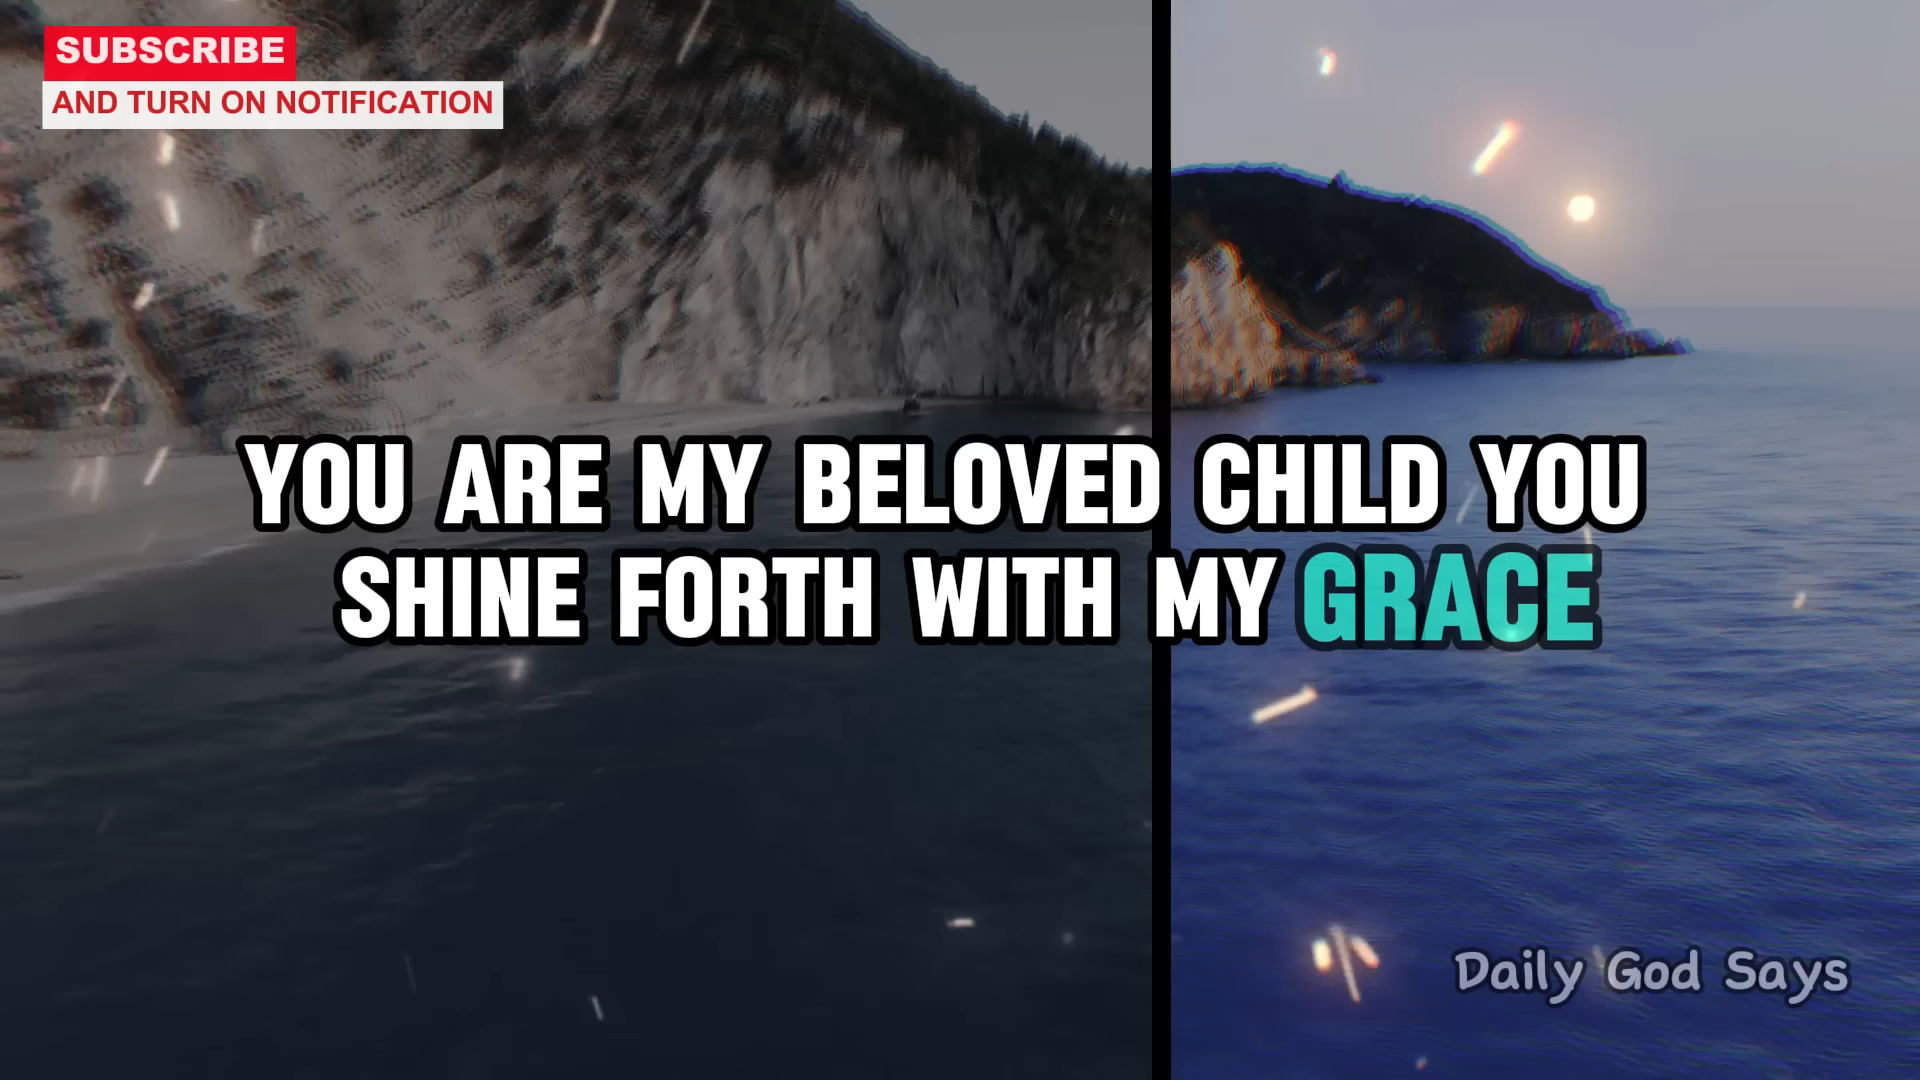 SUBSCRIBE
AND TURN ON NOTIFICATION
YOU ARE MY BELOVED CHILD YOU
SHINE FORTH WITH MY GRACE
Daily God Says